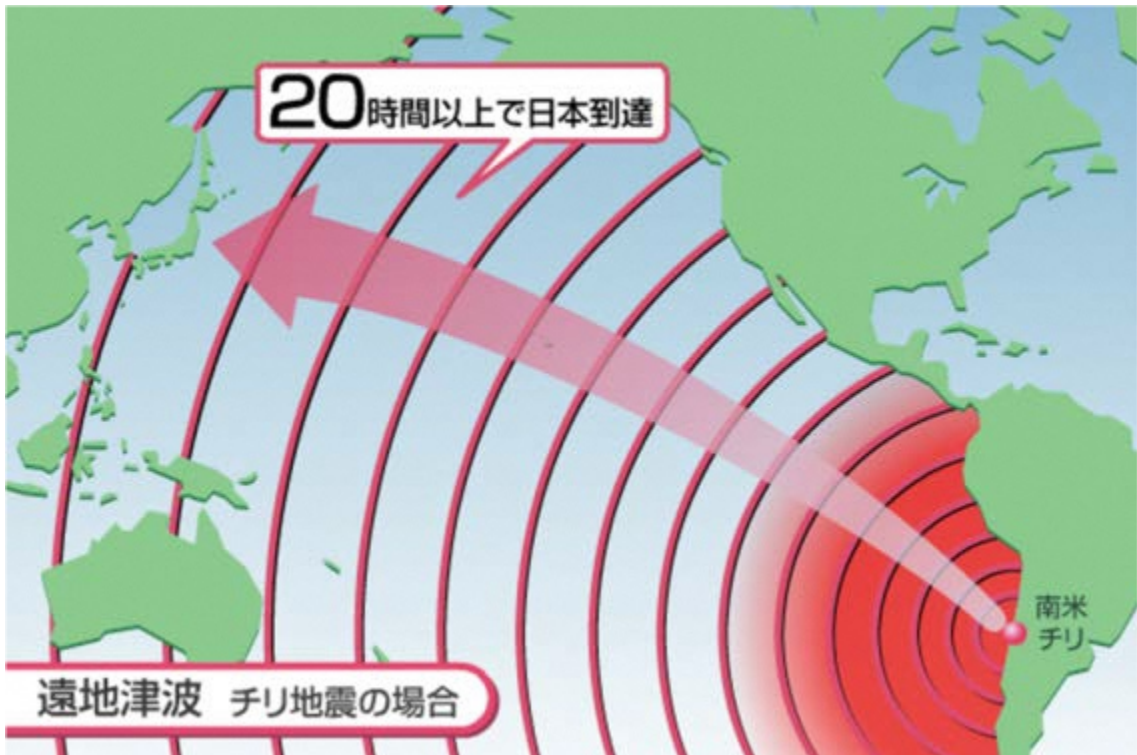 20時間以上で日本到達
南米
チリ
遠地津波 チリ地震の場合